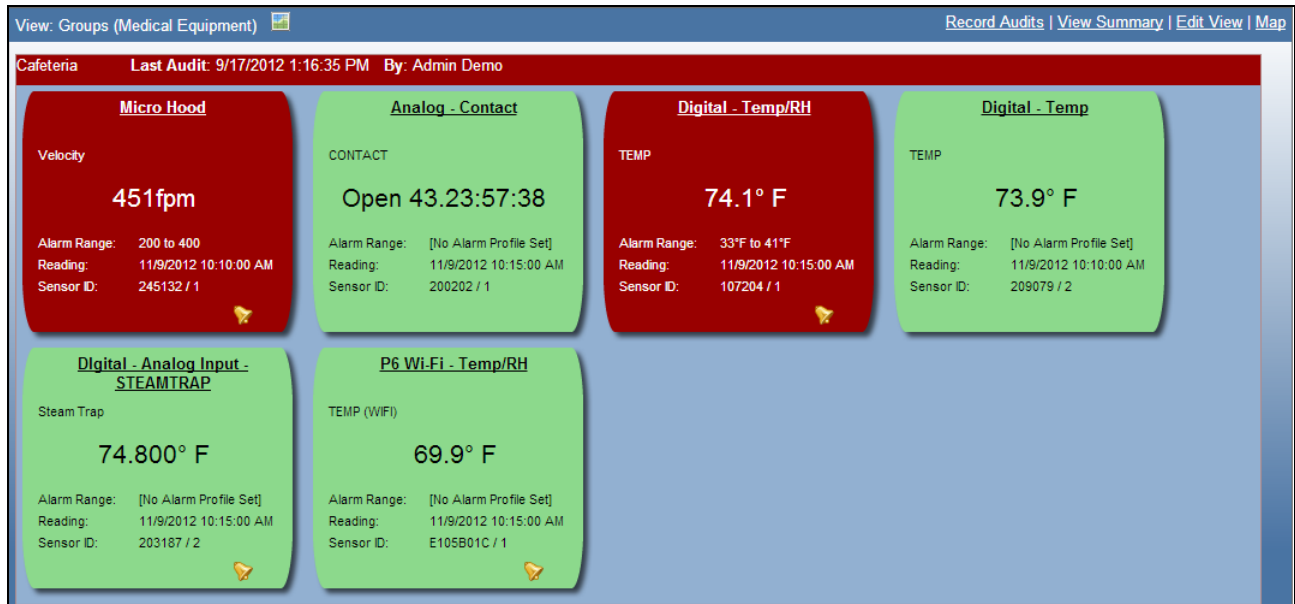 View: Groups (Medical Equipment)
Record Audits | View Summary | Edit View | Map
Cafeteria Last Audit: 9/17/2012 1:16:35 PM By: Admin Demo
Micro Hood
Velocity
451fpm
Alarm Range: 200 to 400
Reading: 11/9/2012 10:10:00 AM
Sensor ID: 245132 / 1
Analog - Contact
CONTACT
Open 43.23:57:38
Alarm Range: [No Alarm Profile Set]
Reading: 11/9/2012 10:15:00 AM
Sensor ID: 200202 / 1
Digital - Temp/RH
TEMP
74.1° F
Alarm Range: 33°F to 41°F
Reading: 11/9/2012 10:15:00 AM
Sensor ID: 107204 / 1
Digital - Temp
TEMP
73.9° F
Alarm Range: [No Alarm Profile Set]
Reading: 11/9/2012 10:10:00 AM
Sensor ID: 209079 / 2
DIgital - Analog Input -
STEAMTRAP
Steam Trap
74.800° F
Alarm Range: [No Alarm Profile Set]
Reading: 11/9/2012 10:15:00 AM
Sensor ID: 203187 / 2
P6 Wi-Fi - Temp/RH
TEMP (WIFI)
69.9° F
Alarm Range: [No Alarm Profile Set]
Reading: 11/9/2012 10:15:00 AM
Sensor ID: E105B01C / 1